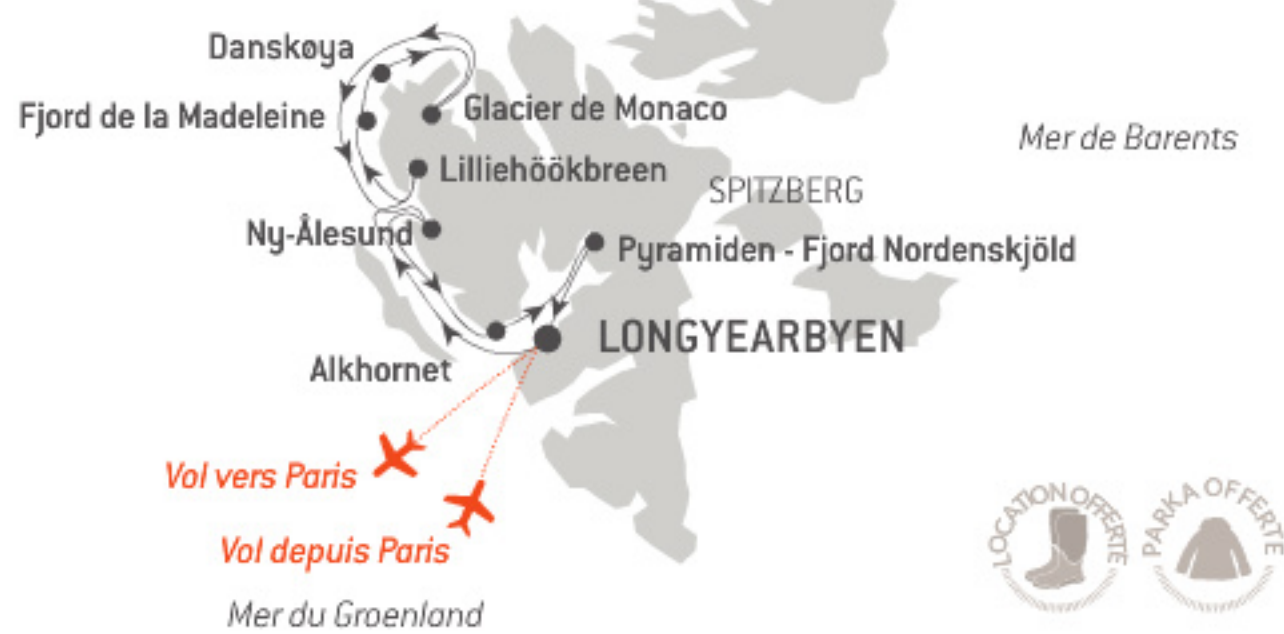 Danskøya
Fjord de la Madeleine
Glacier de Monaco
Mer de Barents
Lilliehöökbreen
SPITZBERG
Ny-Ålesund
Pyramiden - Fjord Nordenskjöld
LONGYEARBYEN
Alkhornet
Vol vers Paris
Vol depuis Paris
LOCATION OFFERTE
PARKA OFFERTE
Mer du Groenland